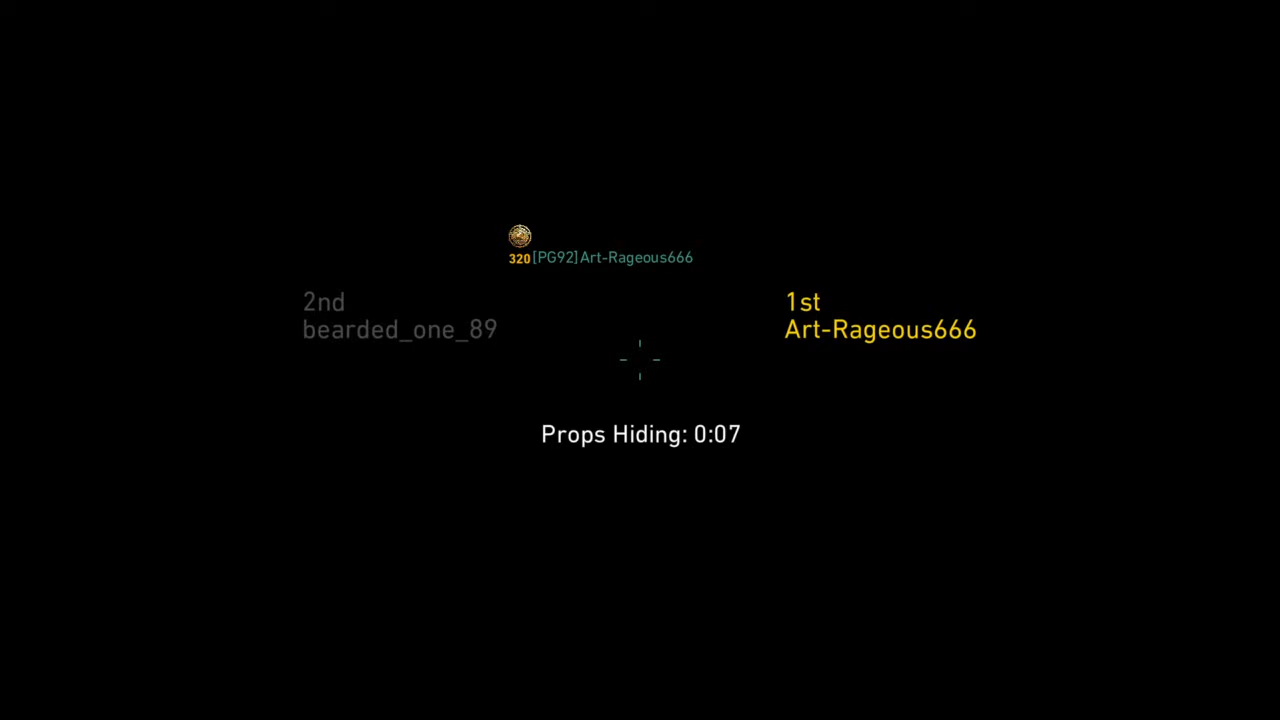 320 [PG92]Art-Rageous666
2nd
bearded_one_89
1st
Art-Rageous666
Props Hiding: 0:07